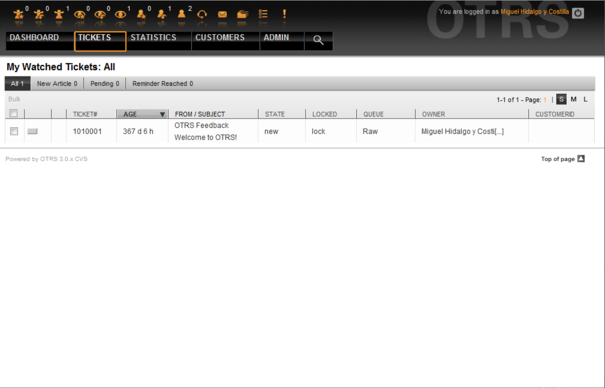 OTRS
0 0 1 0 0 1 0 1 2
You are logged in as Miguel Hidalgo y Costilla
DASHBOARD TICKETS STATISTICS CUSTOMERS ADMIN
My Watched Tickets: All
All 1 New Article 0 Pending 0 Reminder Reached 0
Bulk 1-1 of 1 - Page: 1 | S M L
TICKET# AGE FROM / SUBJECT STATE LOCKED QUEUE OWNER CUSTOMERID
OTRS Feedback
1010001 367 d 6 h new lock Raw Miguel Hidalgo y Costi[...]
Welcome to OTRS!
Powered by OTRS 3.0.x CVS Top of page